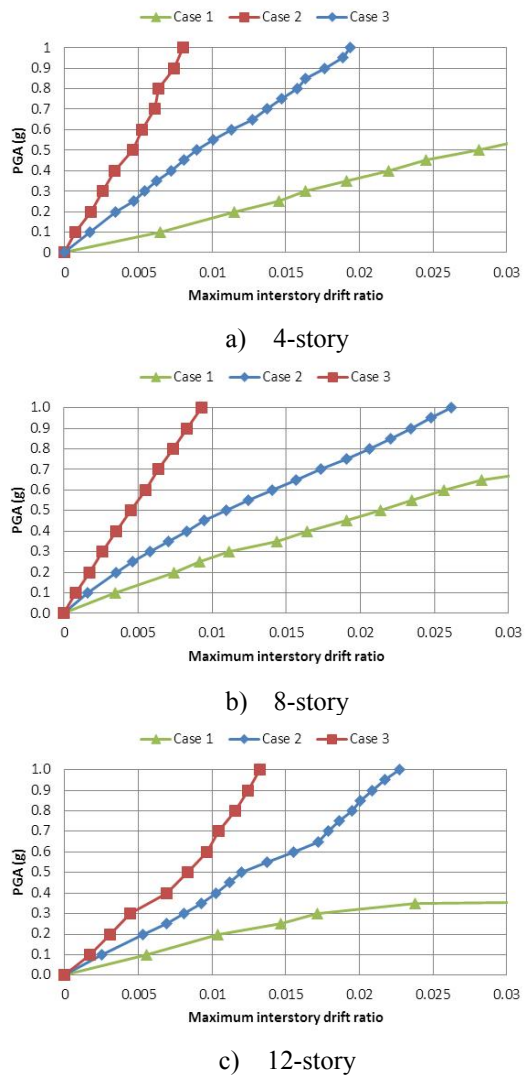 Case 1 Case 2 Case 3
PGA (g)
1
0.9
0.8
0.7
0.6
0.5
0.4
0.3
0.2
0.1
0
0 0.005 0.01 0.015 0.02 0.025 0.03
Maximum interstory drift ratio
a) 4-story
Case 1 Case 2 Case 3
PGA (g)
1.0
0.9
0.8
0.7
0.6
0.5
0.4
0.3
0.2
0.1
0.0
0 0.005 0.01 0.015 0.02 0.025 0.03
Maximum interstory drift ratio
b) 8-story
Case 1 Case 2 Case 3
PGA (g)
1.0
0.9
0.8
0.7
0.6
0.5
0.4
0.3
0.2
0.1
0.0
0 0.005 0.01 0.015 0.02 0.025 0.03
Maximum interstory drift ratio
c) 12-story